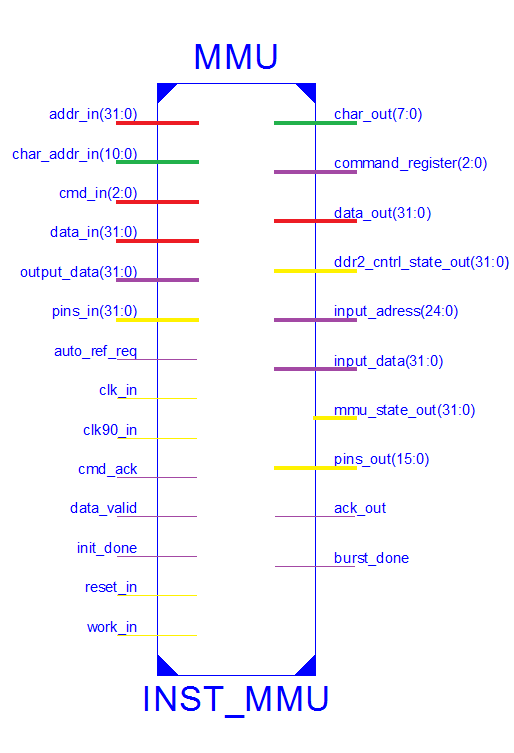 MMU
addr_in(31:0)
char_addr_in(10:0)
cmd_in(2:0)
data_in(31:0)
output_data(31:0)
pins_in(31:0)
auto_ref_req
clk_in
clk90_in
cmd_ack
data_valid
init_done
reset_in
work_in
char_out(7:0)
command_register(2:0)
data_out(31:0)
ddr2_cntrl_state_out(31:0)
input_adress(24:0)
input_data(31:0)
mmu_state_out(31:0)
pins_out(15:0)
ack_out
burst_done
INST_MMU